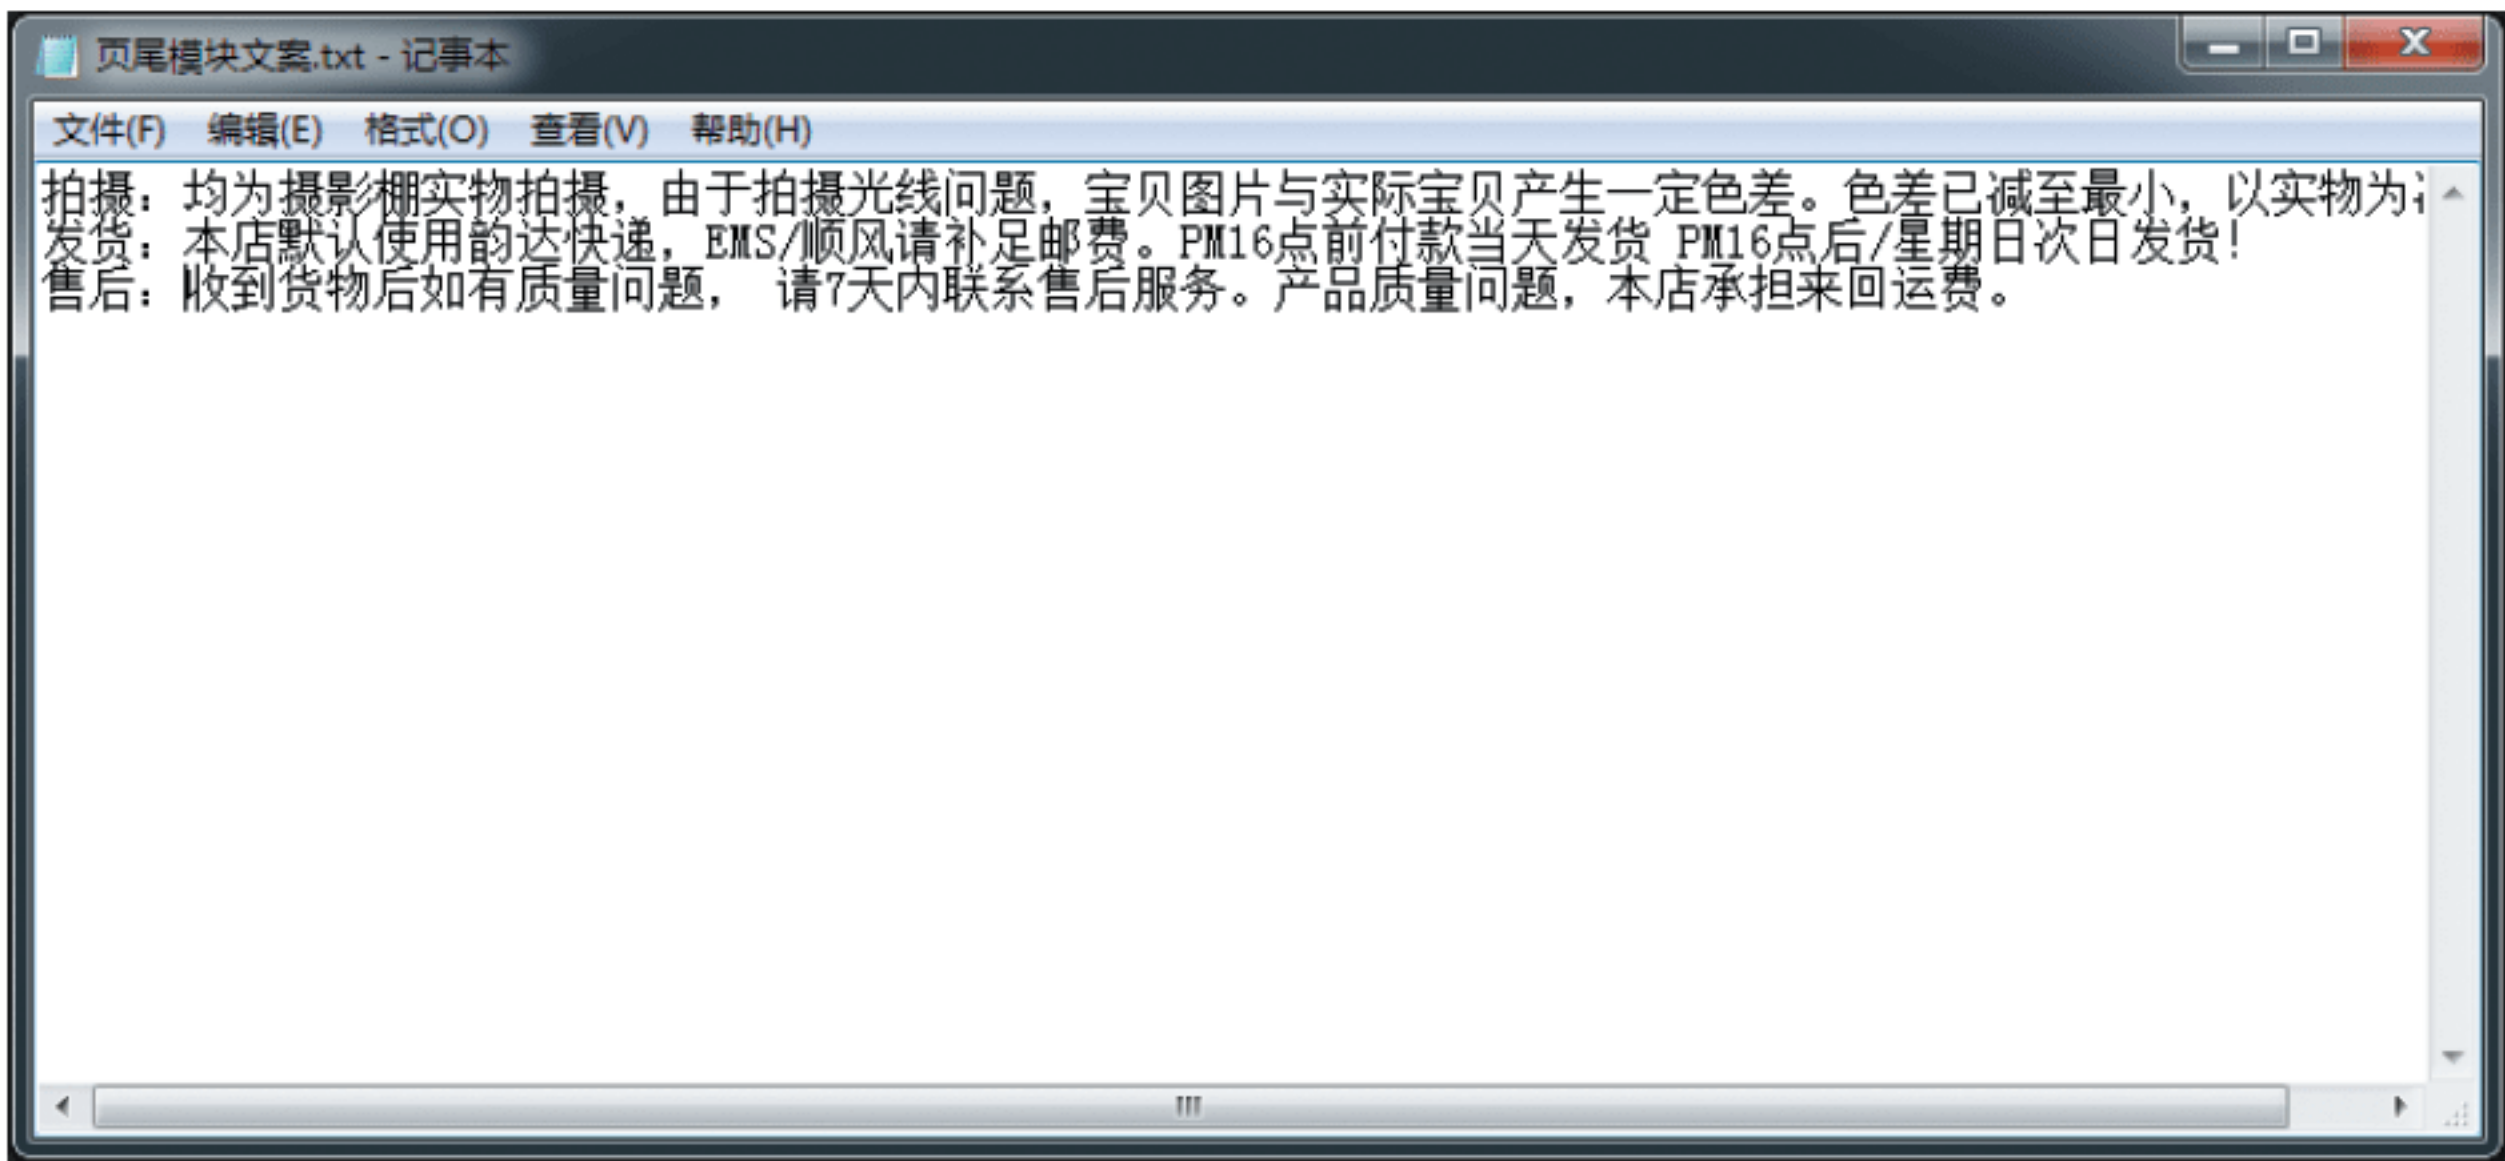 页尾模块文案.txt - 记事本
文件(F) 编辑(E) 格式(O) 查看(V) 帮助(H)
拍摄：均为摄影棚实物拍摄，由于拍摄光线问题，宝贝图片与实际宝贝产生一定色差。色差已减至最小，以实物为
发货：本店默认使用韵达快递，EMS/顺风请补足邮费。PM16点前付款当天发货 PM16点后/星期日次日发货！
售后：收到货物后如有质量问题， 请7天内联系售后服务。产品质量问题，本店承担来回运费。